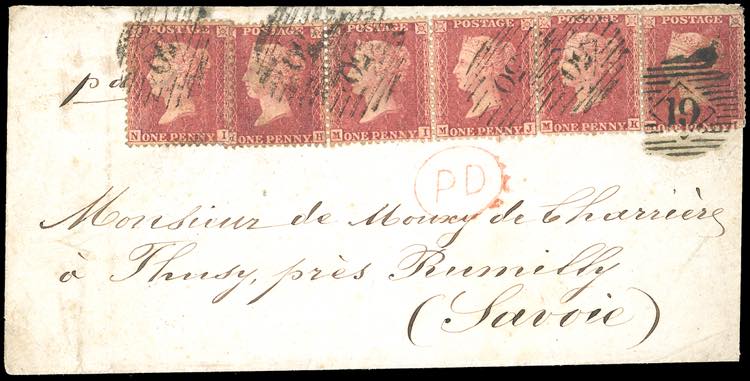 POSTAGE POSTAGE POSTAGE POSTAGE POSTAGE POSTAGE
N ONE PENNY I ONE PENNY H M ONE PENNY I M ONE PENNY J M ONE PENNY K
19
PD
Monsieur de Mouxy de Charrière
à Thusy, près Rumilly
(Savoie)